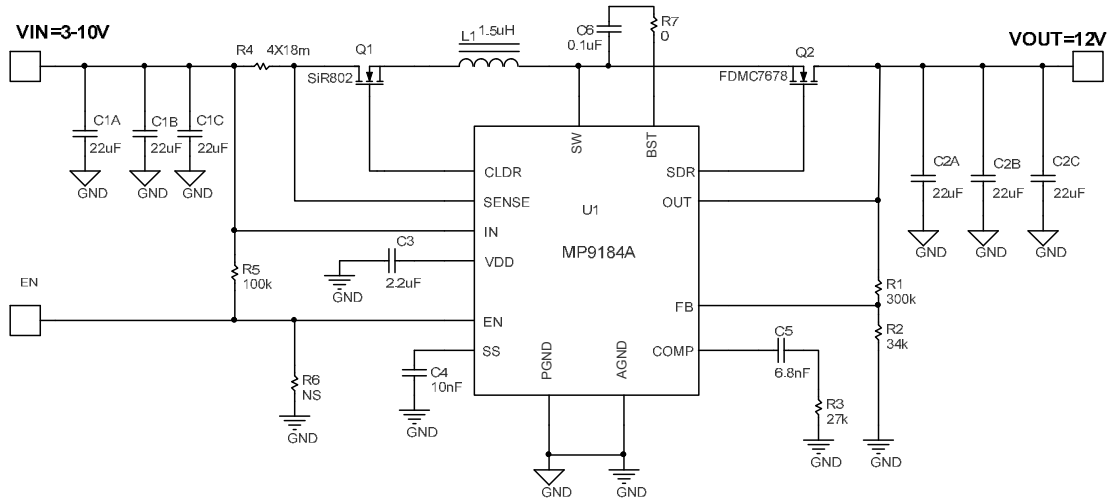 VIN=3-10V
R4 4X18m
Q1
SiR802
L1 1.5uH
C6
0.1uF
R7
0
Q2
FDMC7678
VOUT=12V
C1A
22uF
GND
C1B
22uF
GND
C1C
22uF
GND
SW
BST
CLDR
SDR
SENSE
OUT
U1
MP9184A
IN
VDD
C3
2.2uF
GND
C2A
22uF
GND
C2B
22uF
GND
C2C
22uF
GND
R5
100k
EN
EN
FB
R1
300k
R2
34k
SS
COMP
C5
6.8nF
PGND
AGND
C4
10nF
GND
R6
NS
GND
R3
27k
GND
GND
GND
GND